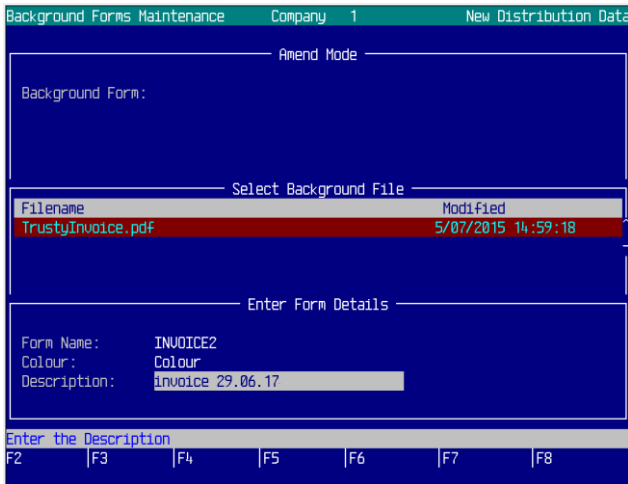 Background Forms Maintenance Company 1 New Distribution Data
Amend Mode
Background Form:
Select Background File
Filename Modified
TrustyInvoice.pdf 5/07/2015 14:59:18
Enter Form Details
Form Name: INVOICE2
Colour: Colour
Description: invoice 29.06.17
Enter the Description
F2 F3 F4 F5 F6 F7 F8